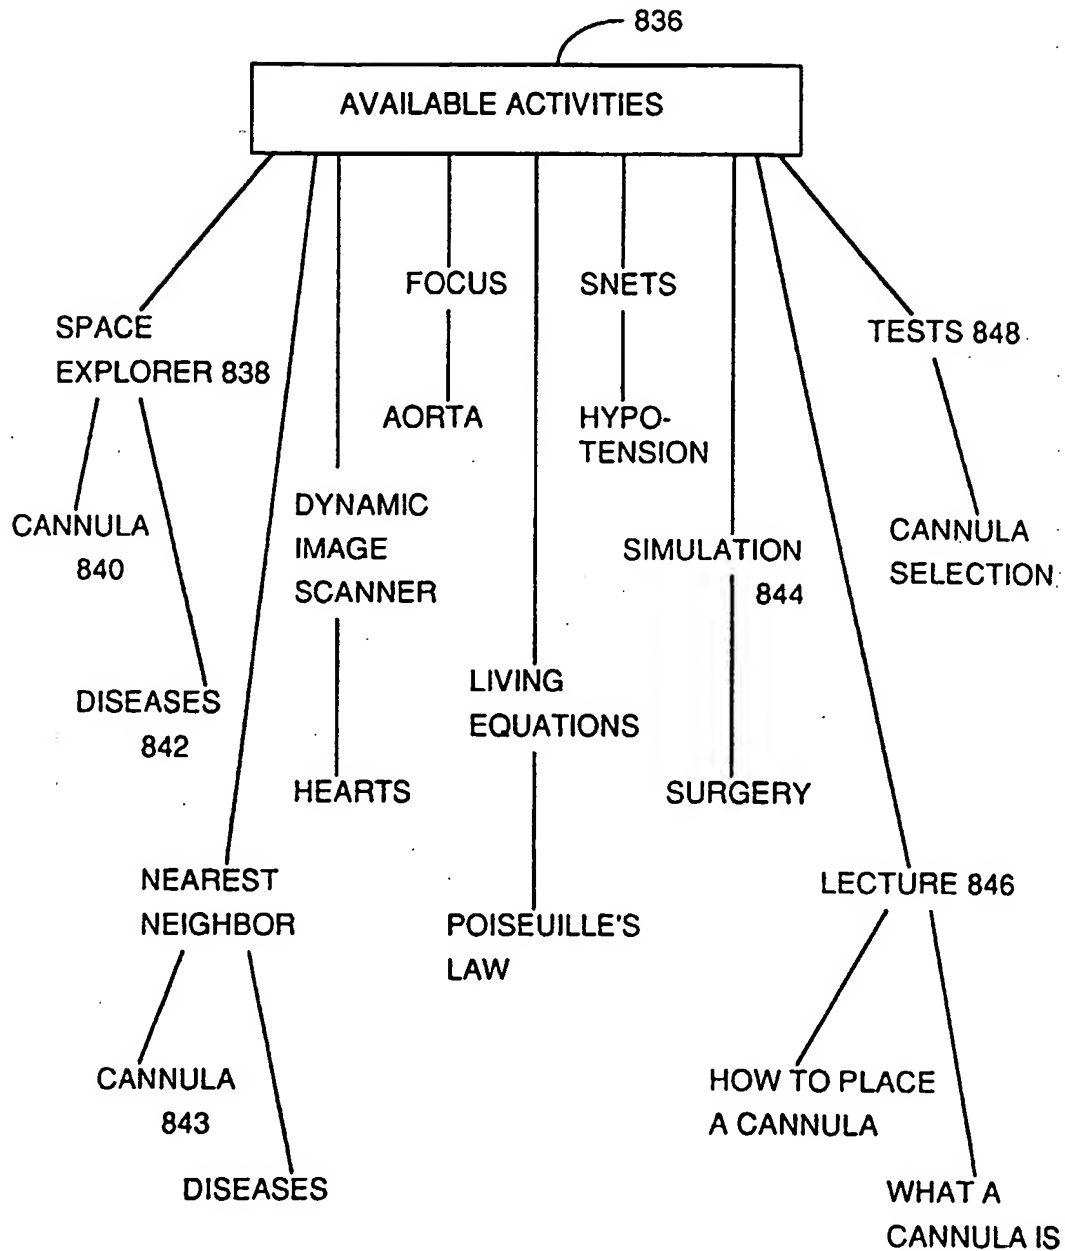 836
AVAILABLE ACTIVITIES
FOCUS
SNETS
SPACE
EXPLORER 838
TESTS 848
AORTA
HYPO-
TENSION
DYNAMIC
IMAGE
SCANNER
CANNULA
840
SIMULATION
844
CANNULA
SELECTION
DISEASES
842
LIVING
EQUATIONS
HEARTS
SURGERY
NEAREST
NEIGHBOR
LECTURE 846
POISEUILLE'S
LAW
CANNULA
843
HOW TO PLACE
A CANNULA
DISEASES
WHAT A
CANNULA IS